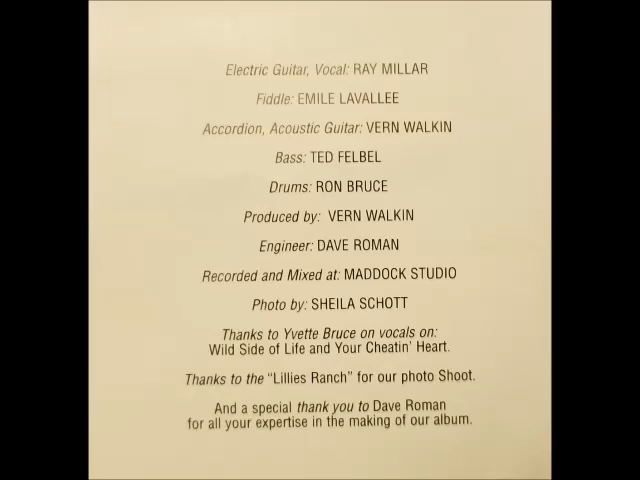 Electric Guitar, Vocal: RAY MILLAR
Fiddle: EMILE LAVALLEE
Accordion, Acoustic Guitar: VERN WALKIN
Bass: TED FELBEL
Drums: RON BRUCE
Produced by: VERN WALKIN
Engineer: DAVE ROMAN
Recorded and Mixed at: MADDOCK STUDIO
Photo by: SHEILA SCHOTT
Thanks to Yvette Bruce on vocals on:
Wild Side of Life and Your Cheatin' Heart.
Thanks to the "Lillies Ranch" for our photo Shoot.
And a special thank you to Dave Roman
for all your expertise in the making of our album.